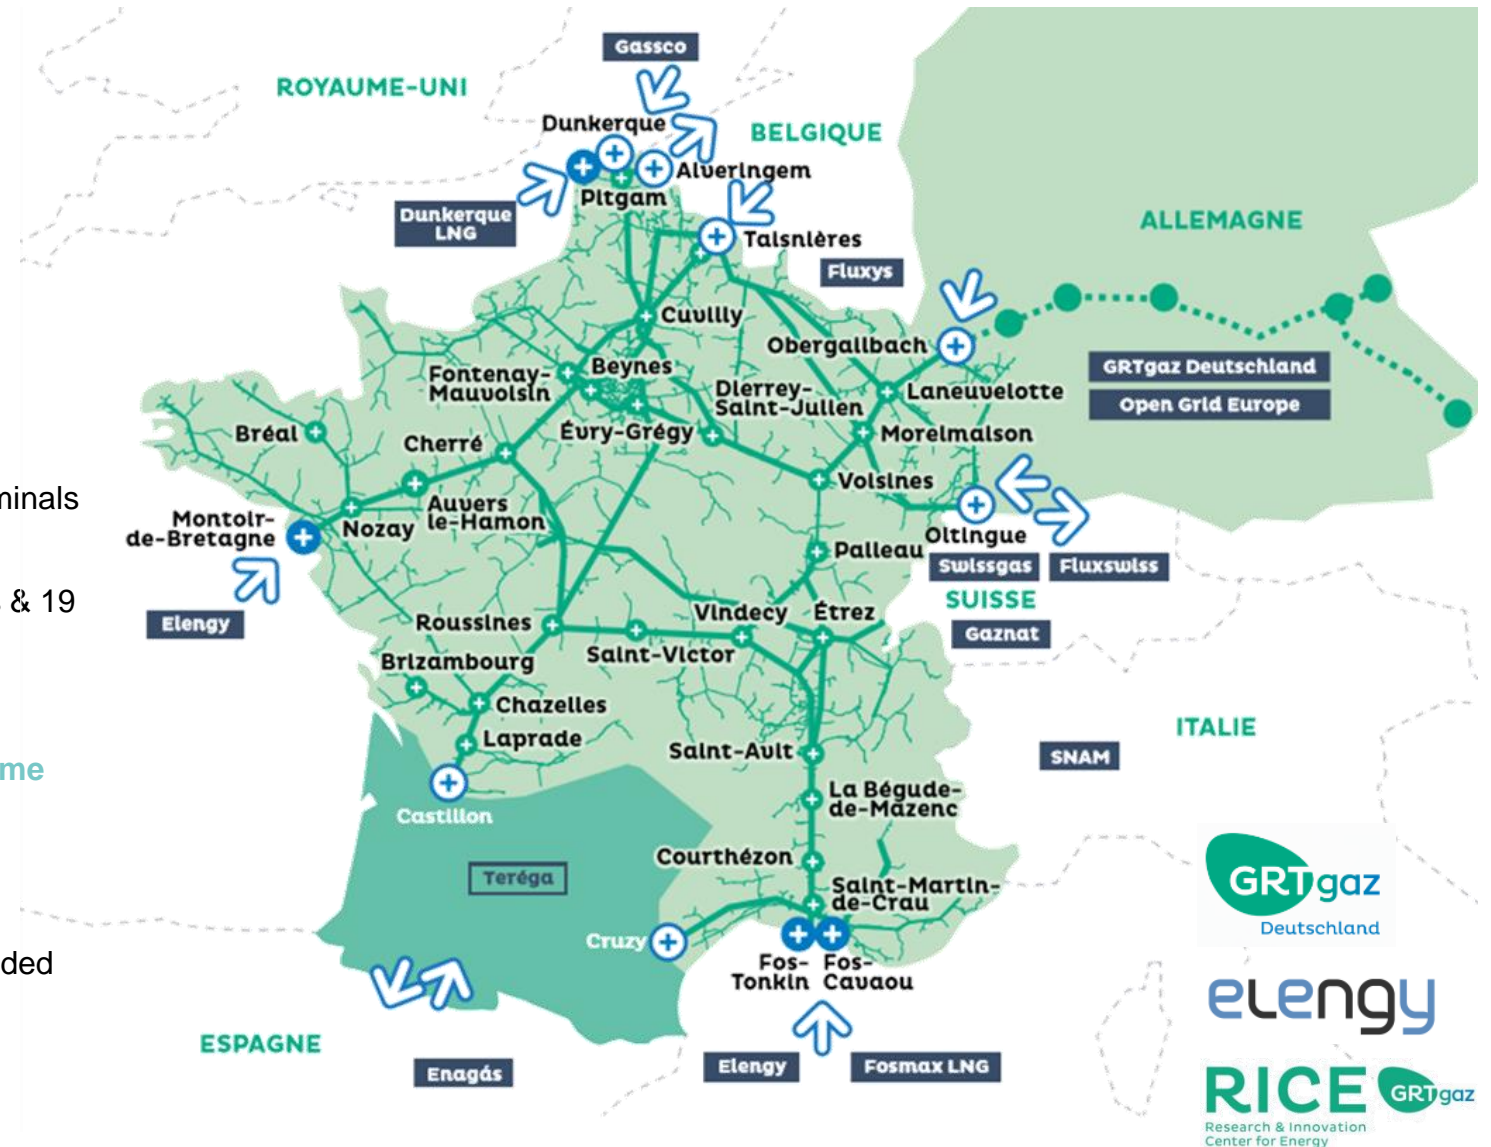 Gassco
ROYAUME-UNI
Dunkerque
BELGIQUE
Alveringem
Pitgam
Dunkerque
LNG
ALLEMAGNE
Taisnières
Fluxys
Cuvilly
Obergailbach
Beynes
Fontenay-
Mauvoisin
GRTgaz Deutschland
Dierrey-
Saint-Julien
Laneuvelotte
Open Grid Europe
Bréal
Évry-Grégy
Morelmaison
Cherré
Voisines
minals
Auvers
le-Hamon
Montoir-
de-Bretagne
Nozay
Oltingue
Palleau
Swissgas
Fluxswiss
& 19
SUISSE
Elengy
Roussines
Vindecy
Étrez
Gaznat
Saint-Victor
Brizambourg
Chazelles
ITALIE
Laprade
Saint-Avit
SNAM
me
La Bégude-
de-Mazenc
Castillon
Courthézon
Teréga
Saint-Martin-
de-Crau
GRTgaz
Deutschland
Cruzy
Fos-
Tonkin
Fos-
Cavaou
ded
elengy
ESPAGNE
Enagás
Elengy
Fosmax LNG
RICE
GRTgaz
Research & Innovation
Center for Energy